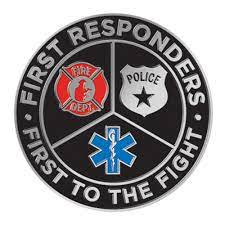 FIRST RESPONDERS
FIRE
DEPT.
POLICE
FIRST TO THE FIGHT